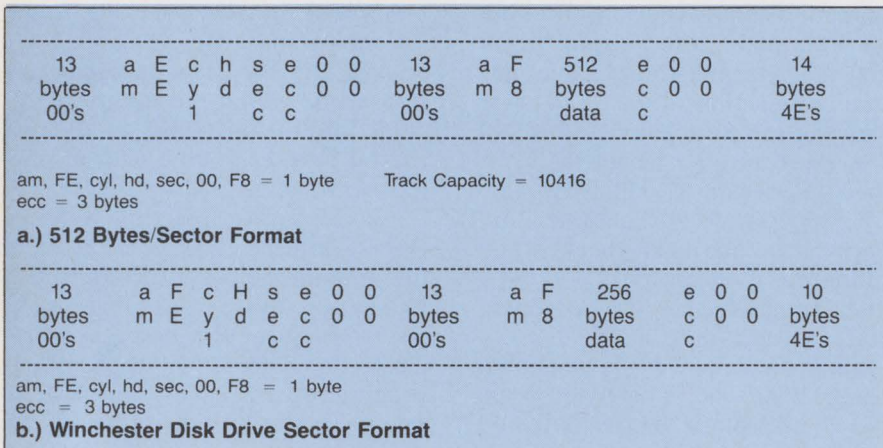 13 a E c h s e 0 0 13 a F 512 e 0 0 14
bytes m E y d e c 0 0 bytes m 8 bytes c 0 0 bytes
00's 1 c c 00's data c 4E's
am, FE, cyl, hd, sec, 00, F8 = 1 byte Track Capacity = 10416
ecc = 3 bytes
a.) 512 Bytes/Sector Format
13 a F c H s e 0 0 13 a F 256 e 0 0 10
bytes m E y d e c 0 0 bytes m 8 bytes c 0 0 bytes
00's 1 c c 00's data c 4E's
am, FE, cyl, hd, sec, 00, F8 = 1 byte
ecc = 3 bytes
b.) Winchester Disk Drive Sector Format